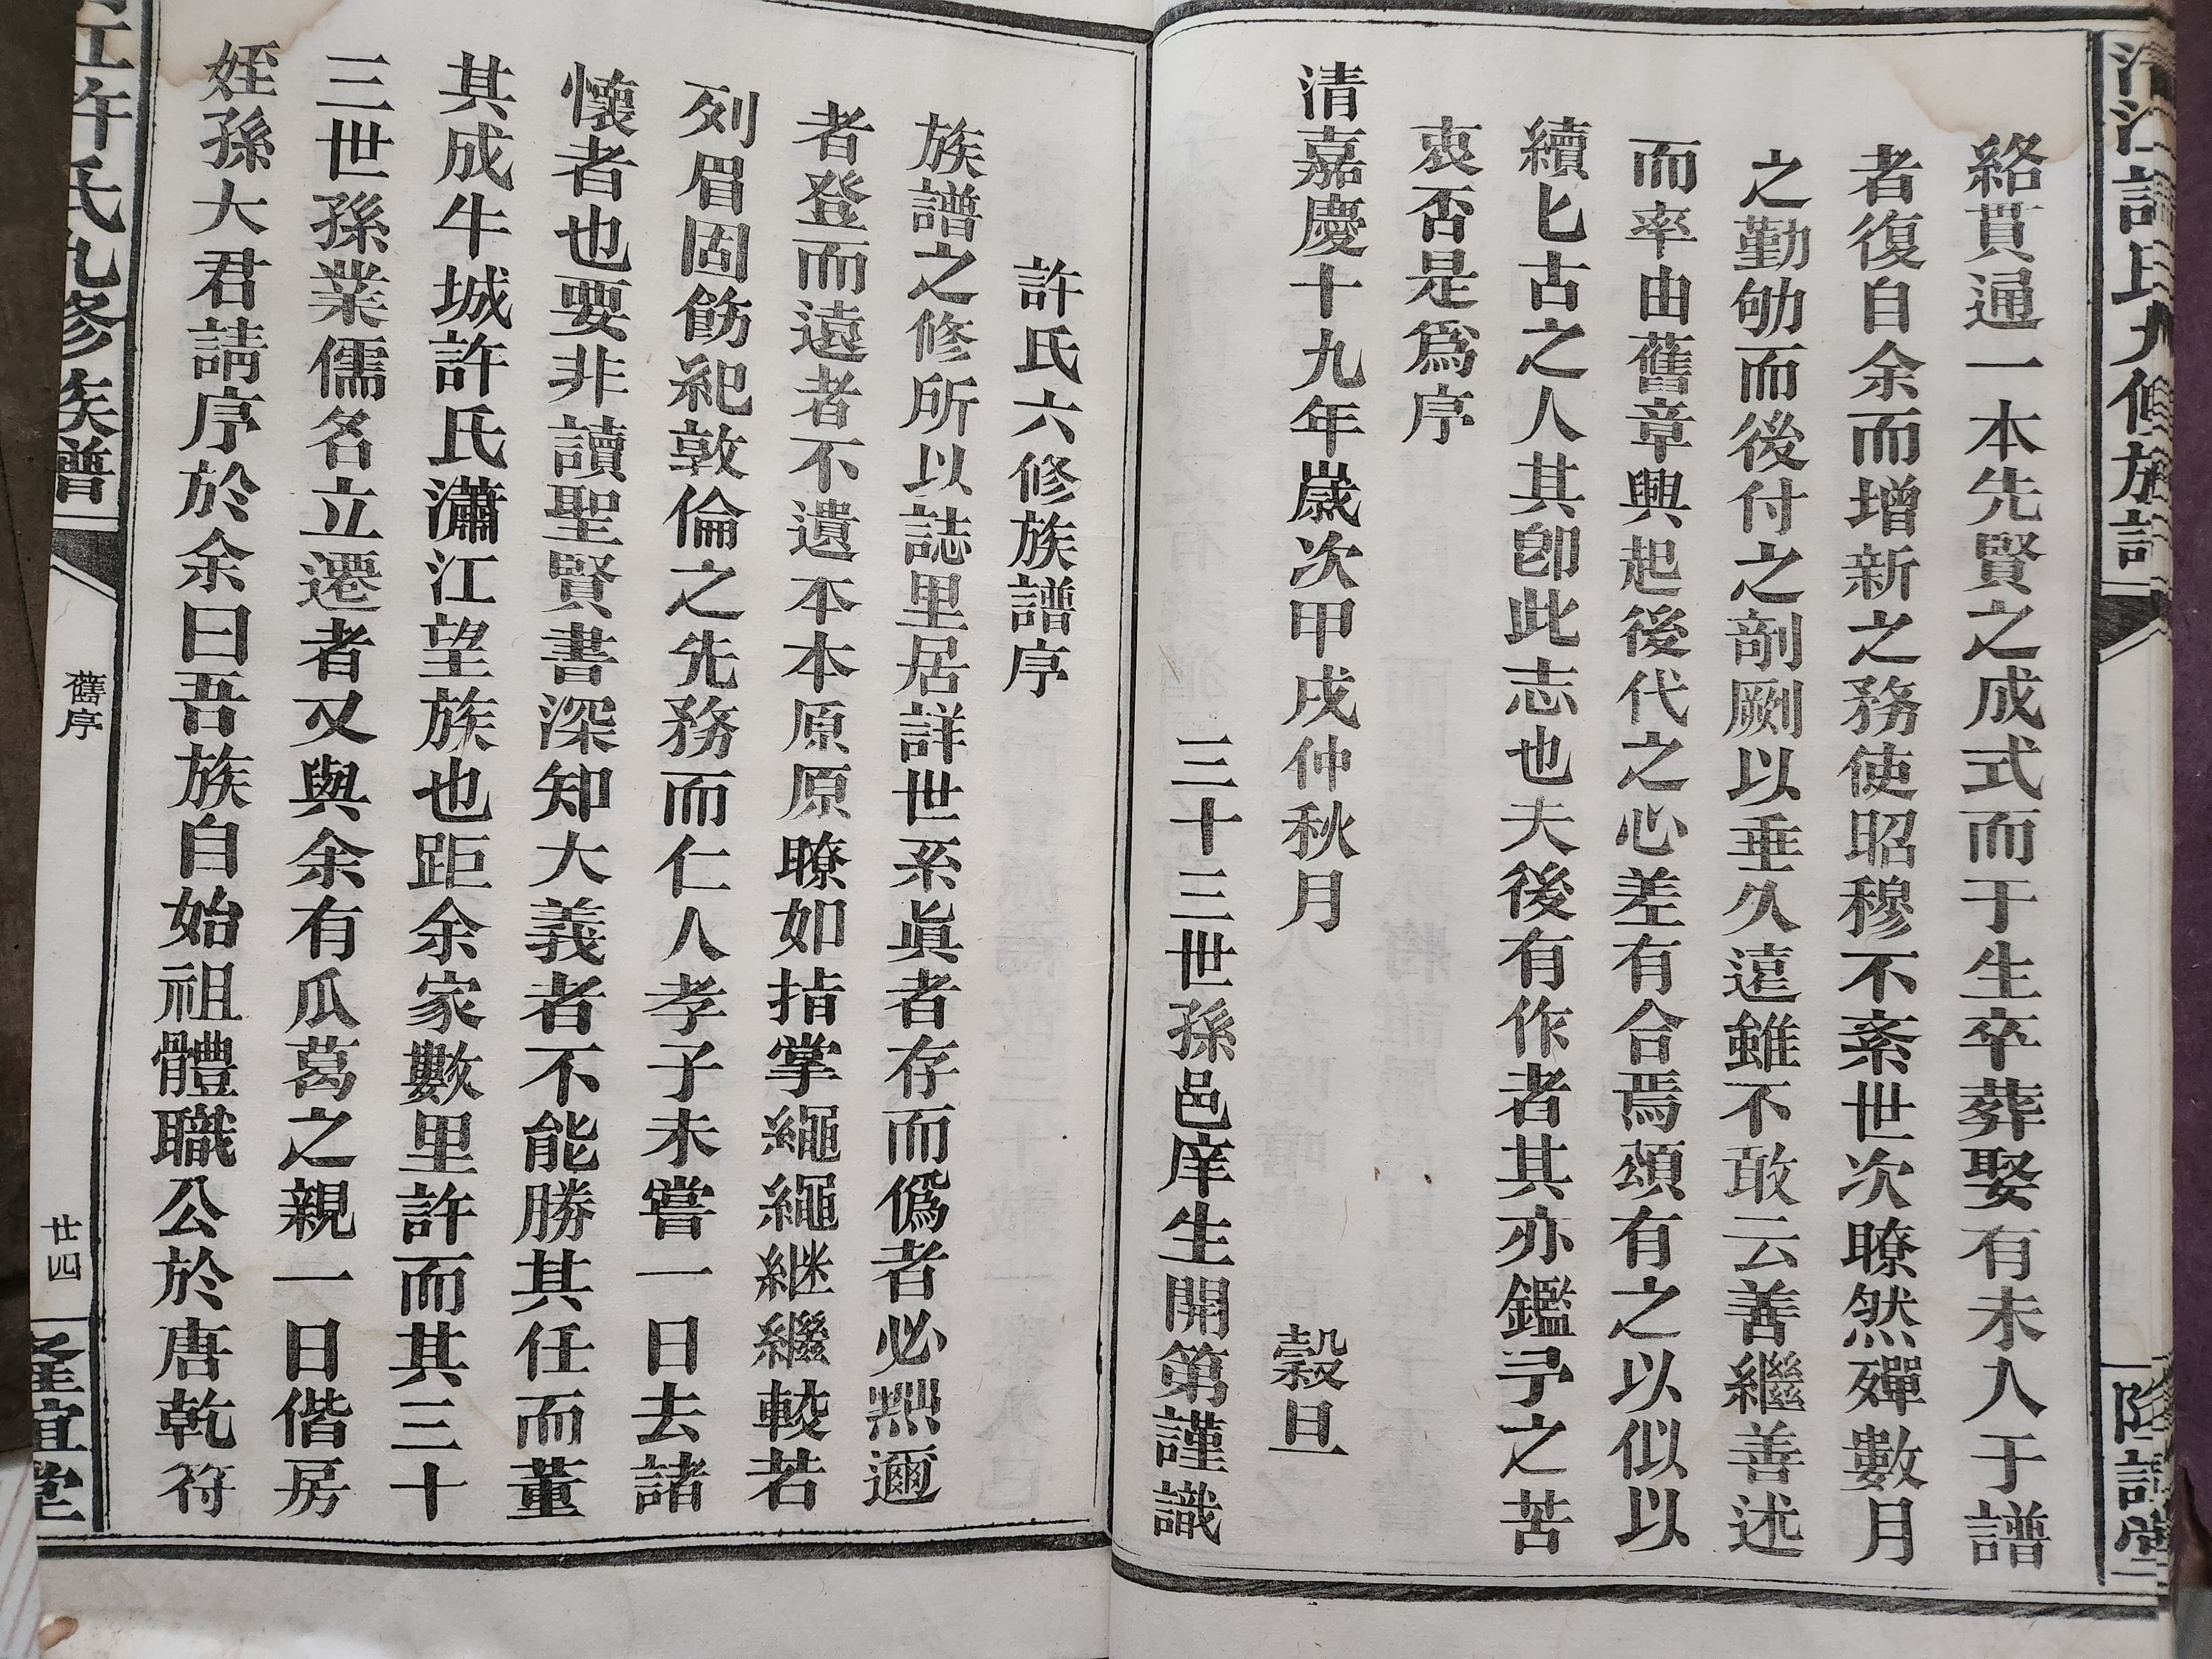 許氏九修族譜
絡貫通一本先賢之成式而于生卒葬娶有未入于譜
者復自余而增新之務使昭穆不紊世次瞭然殫數月
之勤劬而後付之剞劂以垂久遠雖不敢云善繼善述
而率由舊章興起後代之心差有合焉頌有之以似以
續匕古之人其卽此志也夫後有作者其亦鑑予之苦
衷否是爲序
清嘉慶十九年嵗次甲戌仲秋月 穀旦
三十三世孫邑庠生開第謹識
許氏六修族譜序
族譜之修所以誌里居詳世系眞者存而僞者必黜邇
者登而遠者不遺本本原原瞭如指掌繩繩继繼較若
列眉固飭祀敦倫之先務而仁人孝子未嘗一日去諸
懷者也要非讀聖賢書深知大義者不能勝其任而董
其成牛城許氏瀟江望族也距余家數里許而其三十
三世孫業儒名立遷者又與余有瓜葛之親一日偕房
姪孫大君請序於余曰吾族自始祖體職公於唐乾符
江許氏九修族譜
舊序
廿四
誼堂